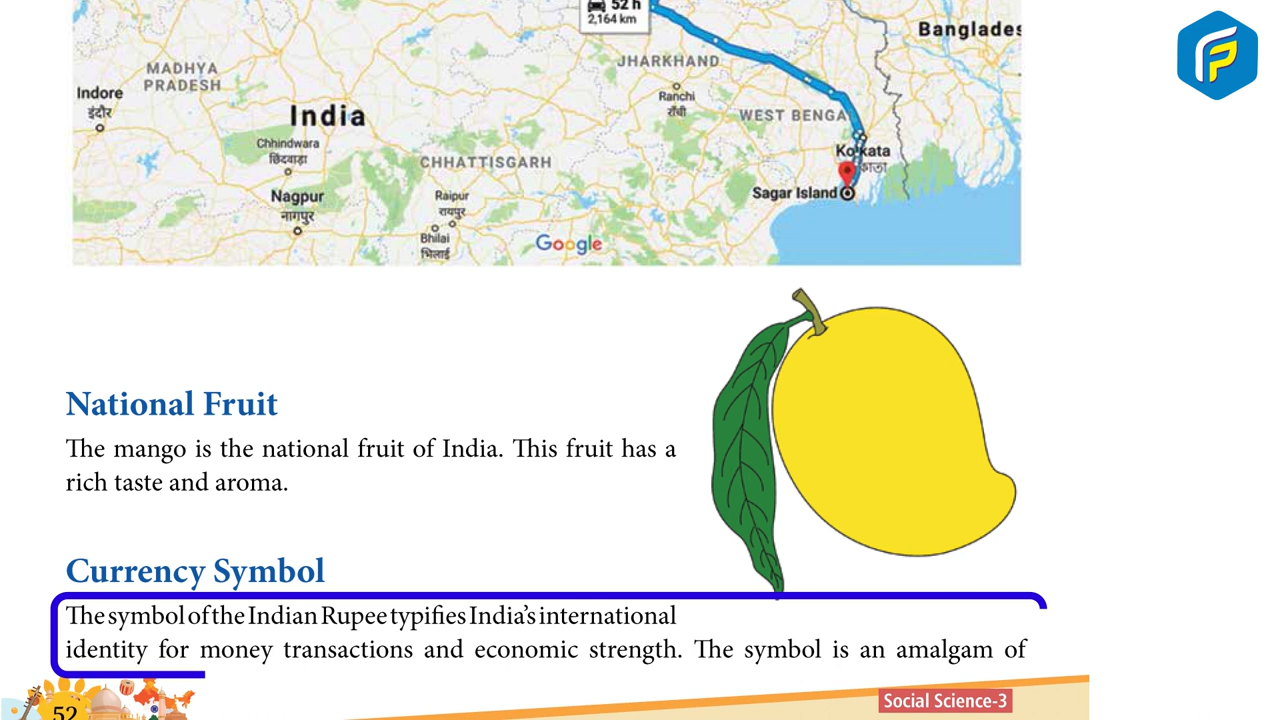 52 h
2,164 km
Bangla
JHARKHAND
MADHYA
PRADESH
Indore
इंदौर
Ranchi
राँची
India
WEST BENGA
Chhindwara
छिंदवाड़ा
CHHATTISGARH
Kolkata
Sagar Island
Nagpur
नागपुर
Raipur
रायपुर
Bhilai
भिलाई
Google
National Fruit
The mango is the national fruit of India. This fruit has a
rich taste and aroma.
Currency Symbol
The symbol of the Indian Rupee typifies India's international
identity for money transactions and economic strength. The symbol is an amalgam of
Social Science-3
52